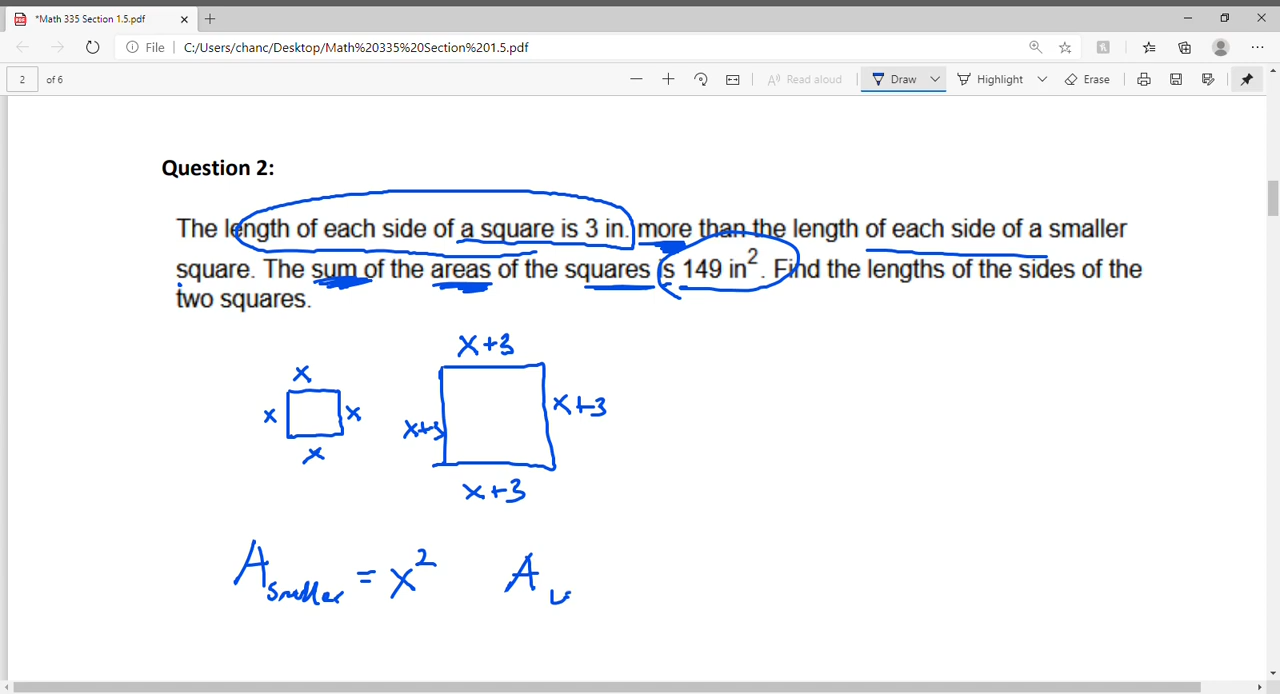 *Math 335 Section 1.5.pdf
File C:/Users/chanc/Desktop/Math%20335%20Section%201.5.pdf
2 of 6 Read aloud Draw Highlight Erase
Question 2:
The length of each side of a square is 3 in. more than the length of each side of a smaller
square. The sum of the areas of the squares is 149 in². Find the lengths of the sides of the
two squares.
x+3
x
x x x+3 x+3
x
x+3
A smaller = x² A